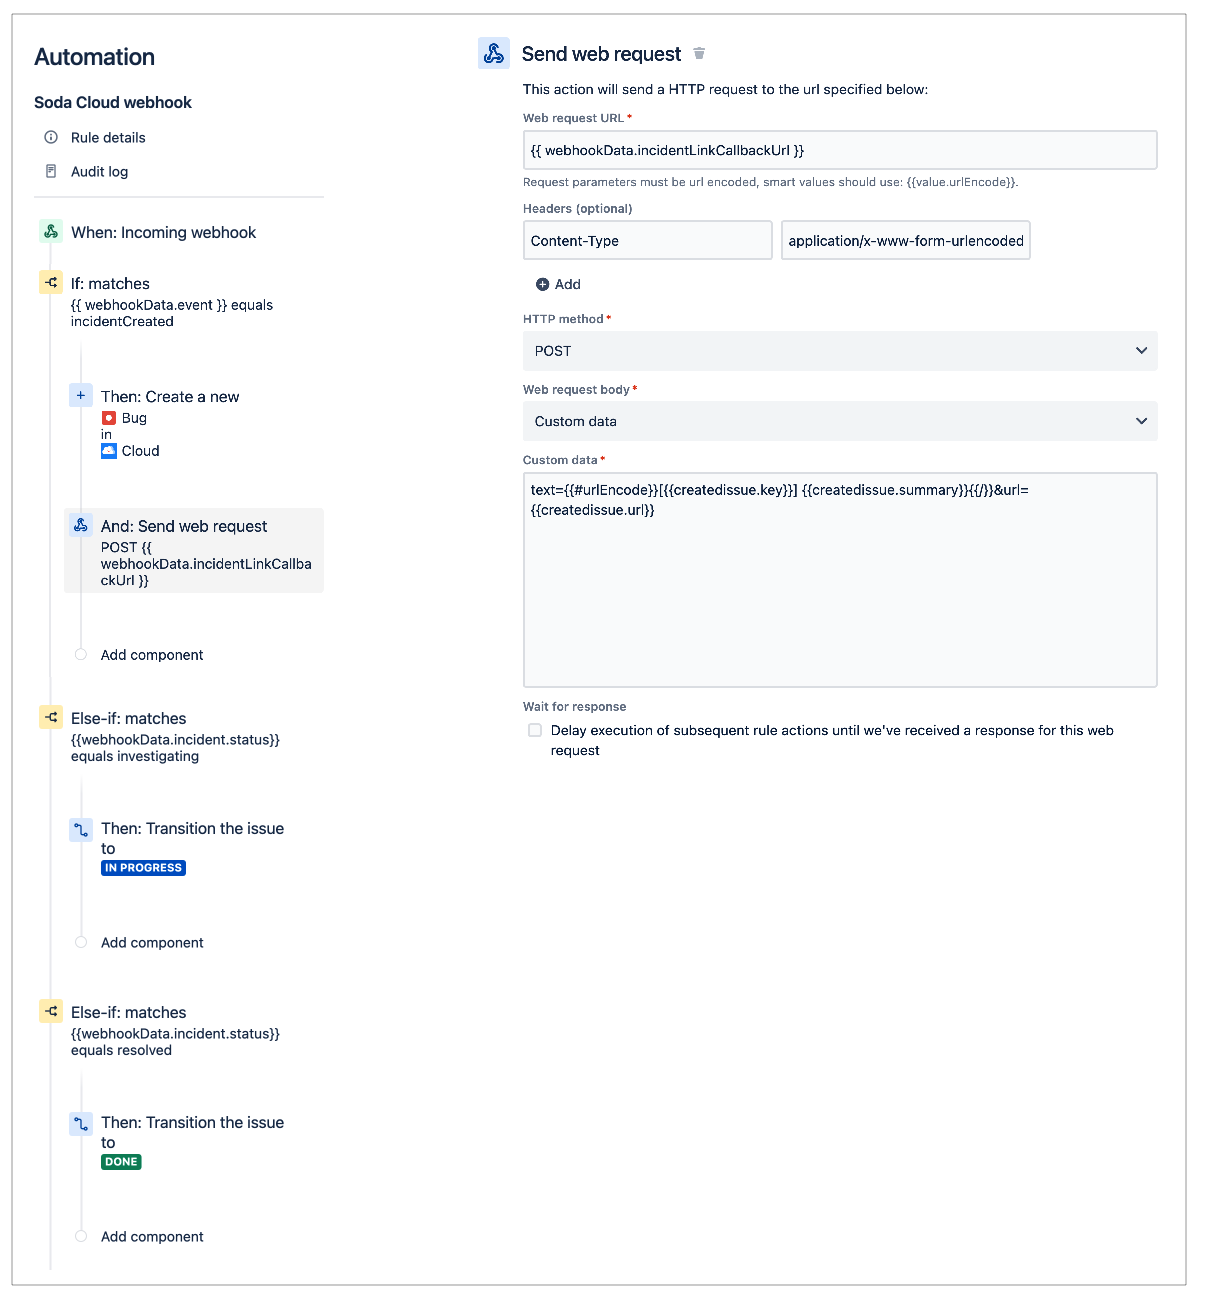 Automation
Soda Cloud webhook
Rule details
Audit log
When: Incoming webhook
If: matches
{{ webhookData.event }} equals
incidentCreated
Then: Create a new
Bug
in
Cloud
And: Send web request
POST {{
webhookData.incidentLinkCallba
ckUrl }}
Add component
Else-if: matches
{{webhookData.incident.status}}
equals investigating
Then: Transition the issue
to
IN PROGRESS
Add component
Else-if: matches
{{webhookData.incident.status}}
equals resolved
Then: Transition the issue
to
DONE
Add component
Send web request
This action will send a HTTP request to the url specified below:
Web request URL*
{{ webhookData.incidentLinkCallbackUrl }}
Request parameters must be url encoded, smart values should use: {{value.urlEncode}}.
Headers (optional)
Content-Type
application/x-www-form-urlencoded
Add
HTTP method*
POST
Web request body*
Custom data
Custom data*
text={{#urlEncode}}[{{createdissue.key}}] {{createdissue.summary}}{{/}}&url=
{{createdissue.url}}
Wait for response
Delay execution of subsequent rule actions until we've received a response for this web
request